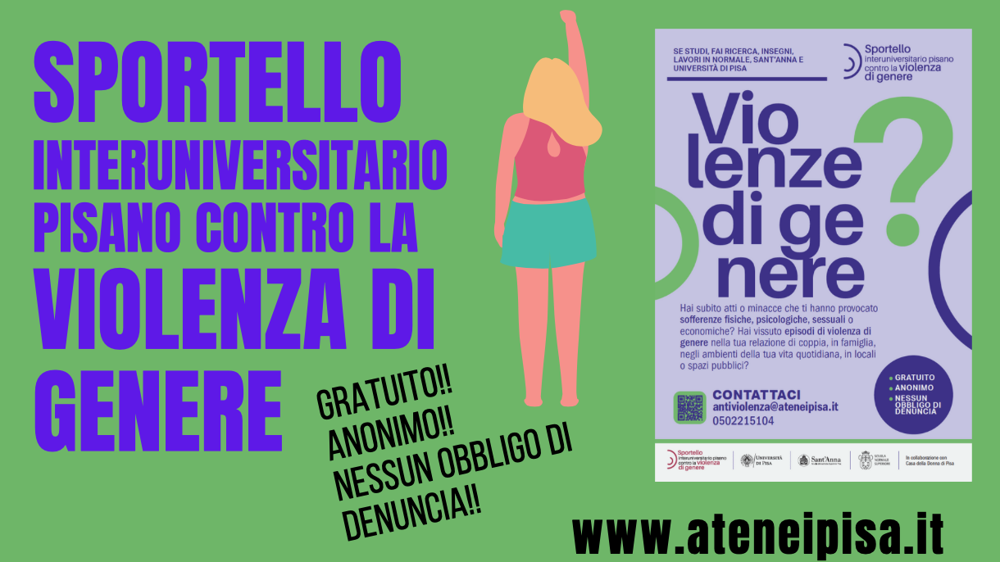 SPORTELLO
INTERUNIVERSITARIO
PISANO CONTRO LA
VIOLENZA DI
GENERE
GRATUITO!!
ANONIMO!!
NESSUN OBBLIGO DI
DENUNCIA!!
SE STUDI, FAI RICERCA, INSEGNI,
LAVORI IN NORMALE, SANT'ANNA E
UNIVERSITÀ DI PISA
Sportello
interuniversitario pisano
contro la violenza
di genere
Vio
lenze
di ge
nere
?
Hai subito atti o minacce che ti hanno provocato
sofferenze fisiche, psicologiche, sessuali o
economiche? Hai vissuto episodi di violenza di
genere nella tua relazione di coppia, in famiglia,
negli ambienti della tua vita quotidiana, in locali
o spazi pubblici?
CONTATTACI
antiviolenza@ateneipisa.it
0502215104
GRATUITO
ANONIMO
NESSUN
OBBLIGO DI
DENUNCIA
Sportello
interuniversitario pisano
contro la violenza
di genere
UNIVERSITÀ
DI PISA
Sant'Anna
SCUOLA
NORMALE
SUPERIORE
In collaborazione con
Casa della Donna di Pisa
www.ateneipisa.it